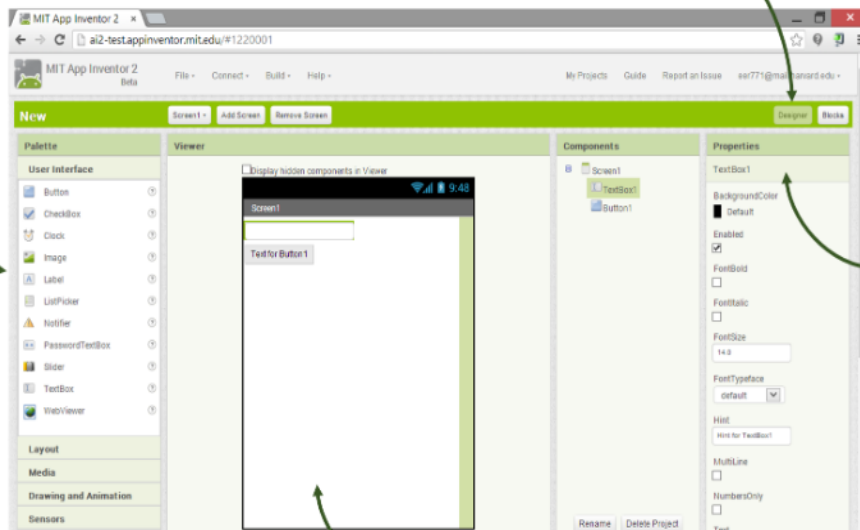 MIT App Inventor 2
ai2-test.appinventor.mit.edu/#1220001
MIT App Inventor 2
Beta
File
Connect
Build
Help
My Projects
Guide
Report an Issue
New
Screen1
Add Screen
Remove Screen
Designer
Blocks
Palette
User Interface
Button
CheckBox
Clock
Image
Label
ListPicker
Notifier
PasswordTextBox
Slider
TextBox
WebViewer
Layout
Media
Drawing and Animation
Sensors
Viewer
Display hidden components in Viewer
9:48
Screen1
Text for Button1
Components
Screen1
TextBox1
Button1
Rename
Delete Project
Properties
TextBox1
BackgroundColor
Default
Enabled
FontBold
FontItalic
FontSize
14.0
FontTypeface
default
Hint
Hint for TextBox1
MultiLine
NumbersOnly
Text